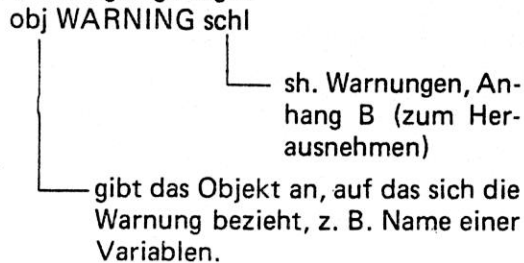 obj WARNING schl
sh. Warnungen, An-
hang B (zum Her-
ausnehmen)
gibt das Objekt an, auf das sich die
Warnung bezieht, z. B. Name einer
Variablen.